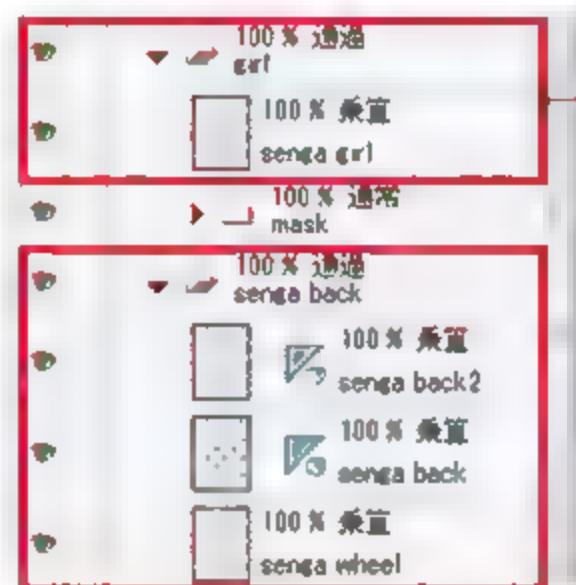 100 % 通過
girl
100 % 乗算
senga girl
100 % 通常
mask
100 % 通過
senga back
100 % 乗算
senga back2
100 % 乗算
senga back
100 % 乗算
senga wheel